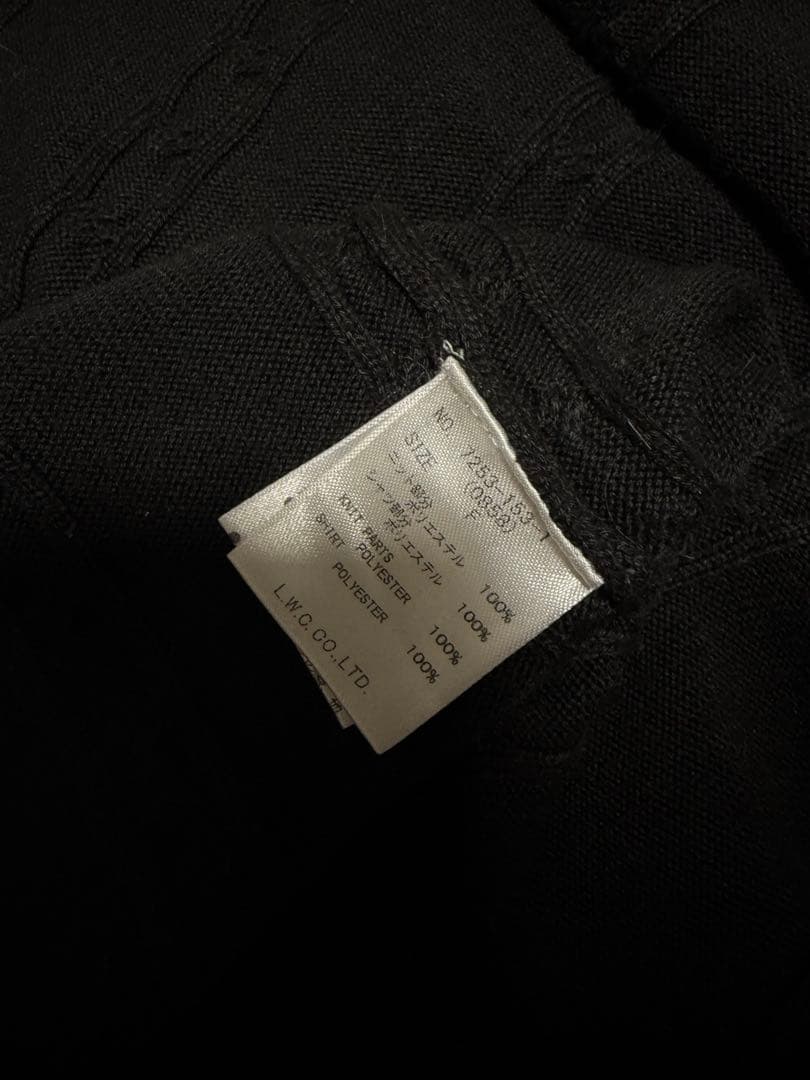 NO. 7253-153-1
(0858)
SIZE F
ニット部分
ポリエステル 100%
シャツ部分
ポリエステル 100%
KNIT PARTS
POLYESTER 100%
SHIRT
POLYESTER 100%
L.W.C.CO.,LTD.